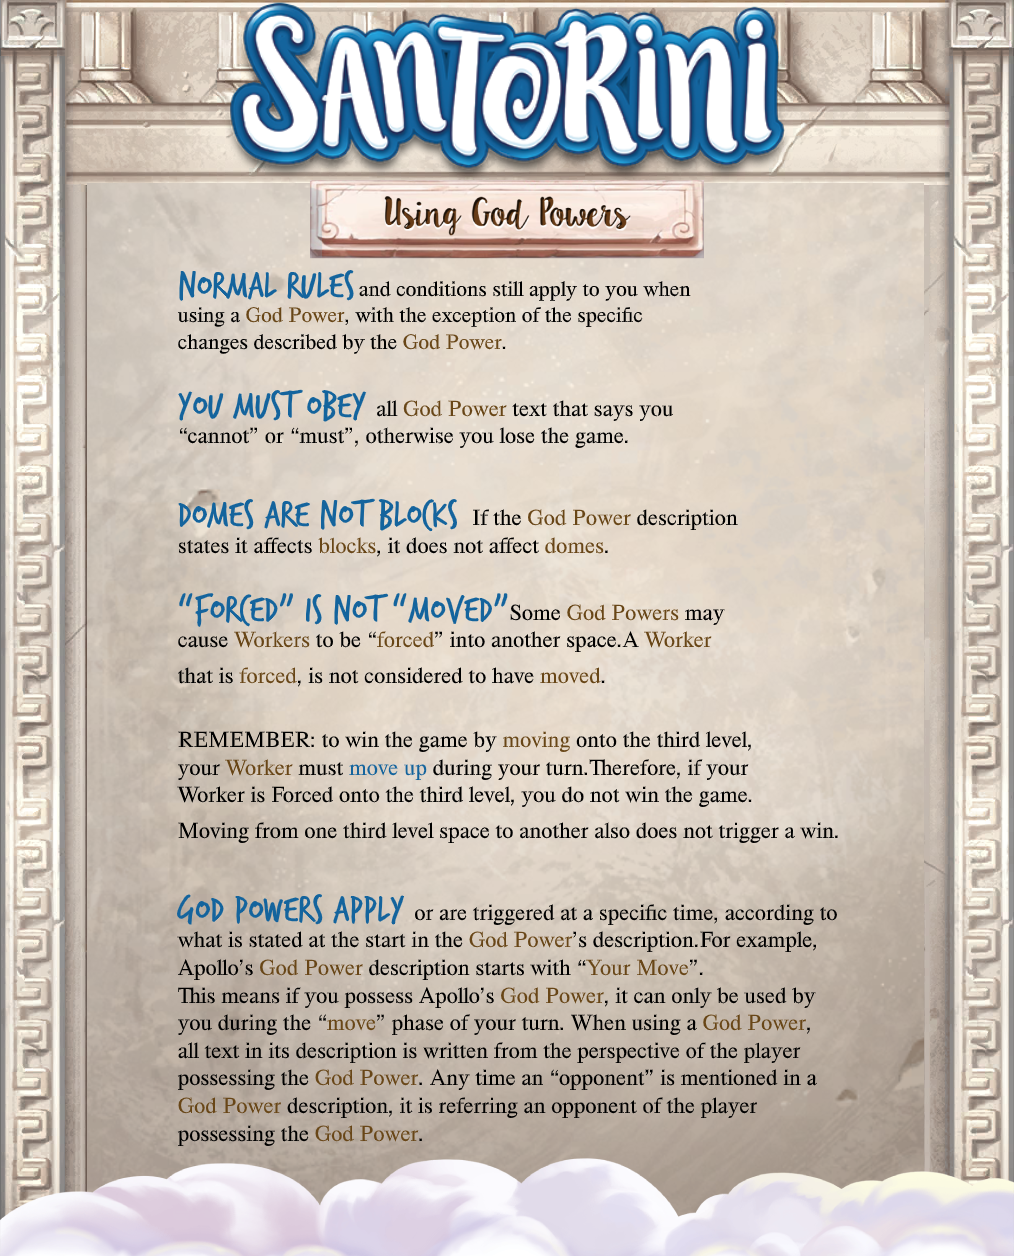 SANTORINI
Using God Powers
NORMAL RULES and conditions still apply to you when
using a God Power, with the exception of the specific
changes described by the God Power.
YOU MUST OBEY all God Power text that says you
“cannot” or “must”, otherwise you lose the game.
DOMES ARE NOT BLOCKS If the God Power description
states it affects blocks, it does not affect domes.
“FORCED” IS NOT “MOVED” Some God Powers may
cause Workers to be “forced” into another space.A Worker
that is forced, is not considered to have moved.
REMEMBER: to win the game by moving onto the third level,
your Worker must move up during your turn.Therefore, if your
Worker is Forced onto the third level, you do not win the game.
Moving from one third level space to another also does not trigger a win.
GOD POWERS APPLY or are triggered at a specific time, according to
what is stated at the start in the God Power’s description.For example,
Apollo’s God Power description starts with “Your Move”.
This means if you possess Apollo’s God Power, it can only be used by
you during the “move” phase of your turn. When using a God Power,
all text in its description is written from the perspective of the player
possessing the God Power. Any time an “opponent” is mentioned in a
God Power description, it is referring an opponent of the player
possessing the God Power.